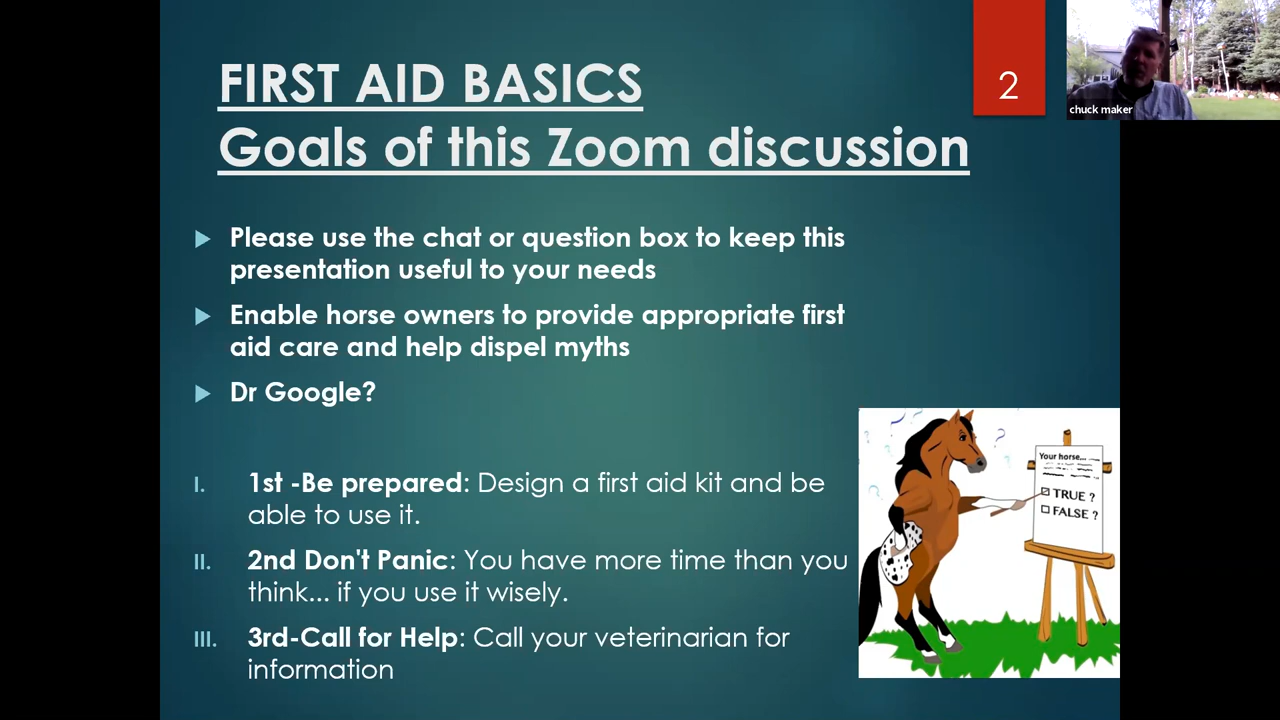 FIRST AID BASICS
Goals of this Zoom discussion
2
chuck maker
Please use the chat or question box to keep this
presentation useful to your needs
Enable horse owners to provide appropriate first
aid care and help dispel myths
Dr Google?
I. 1st -Be prepared: Design a first aid kit and be
able to use it.
II. 2nd Don't Panic: You have more time than you
think... if you use it wisely.
III. 3rd-Call for Help: Call your veterinarian for
information
Your horse...
TRUE ?
FALSE ?